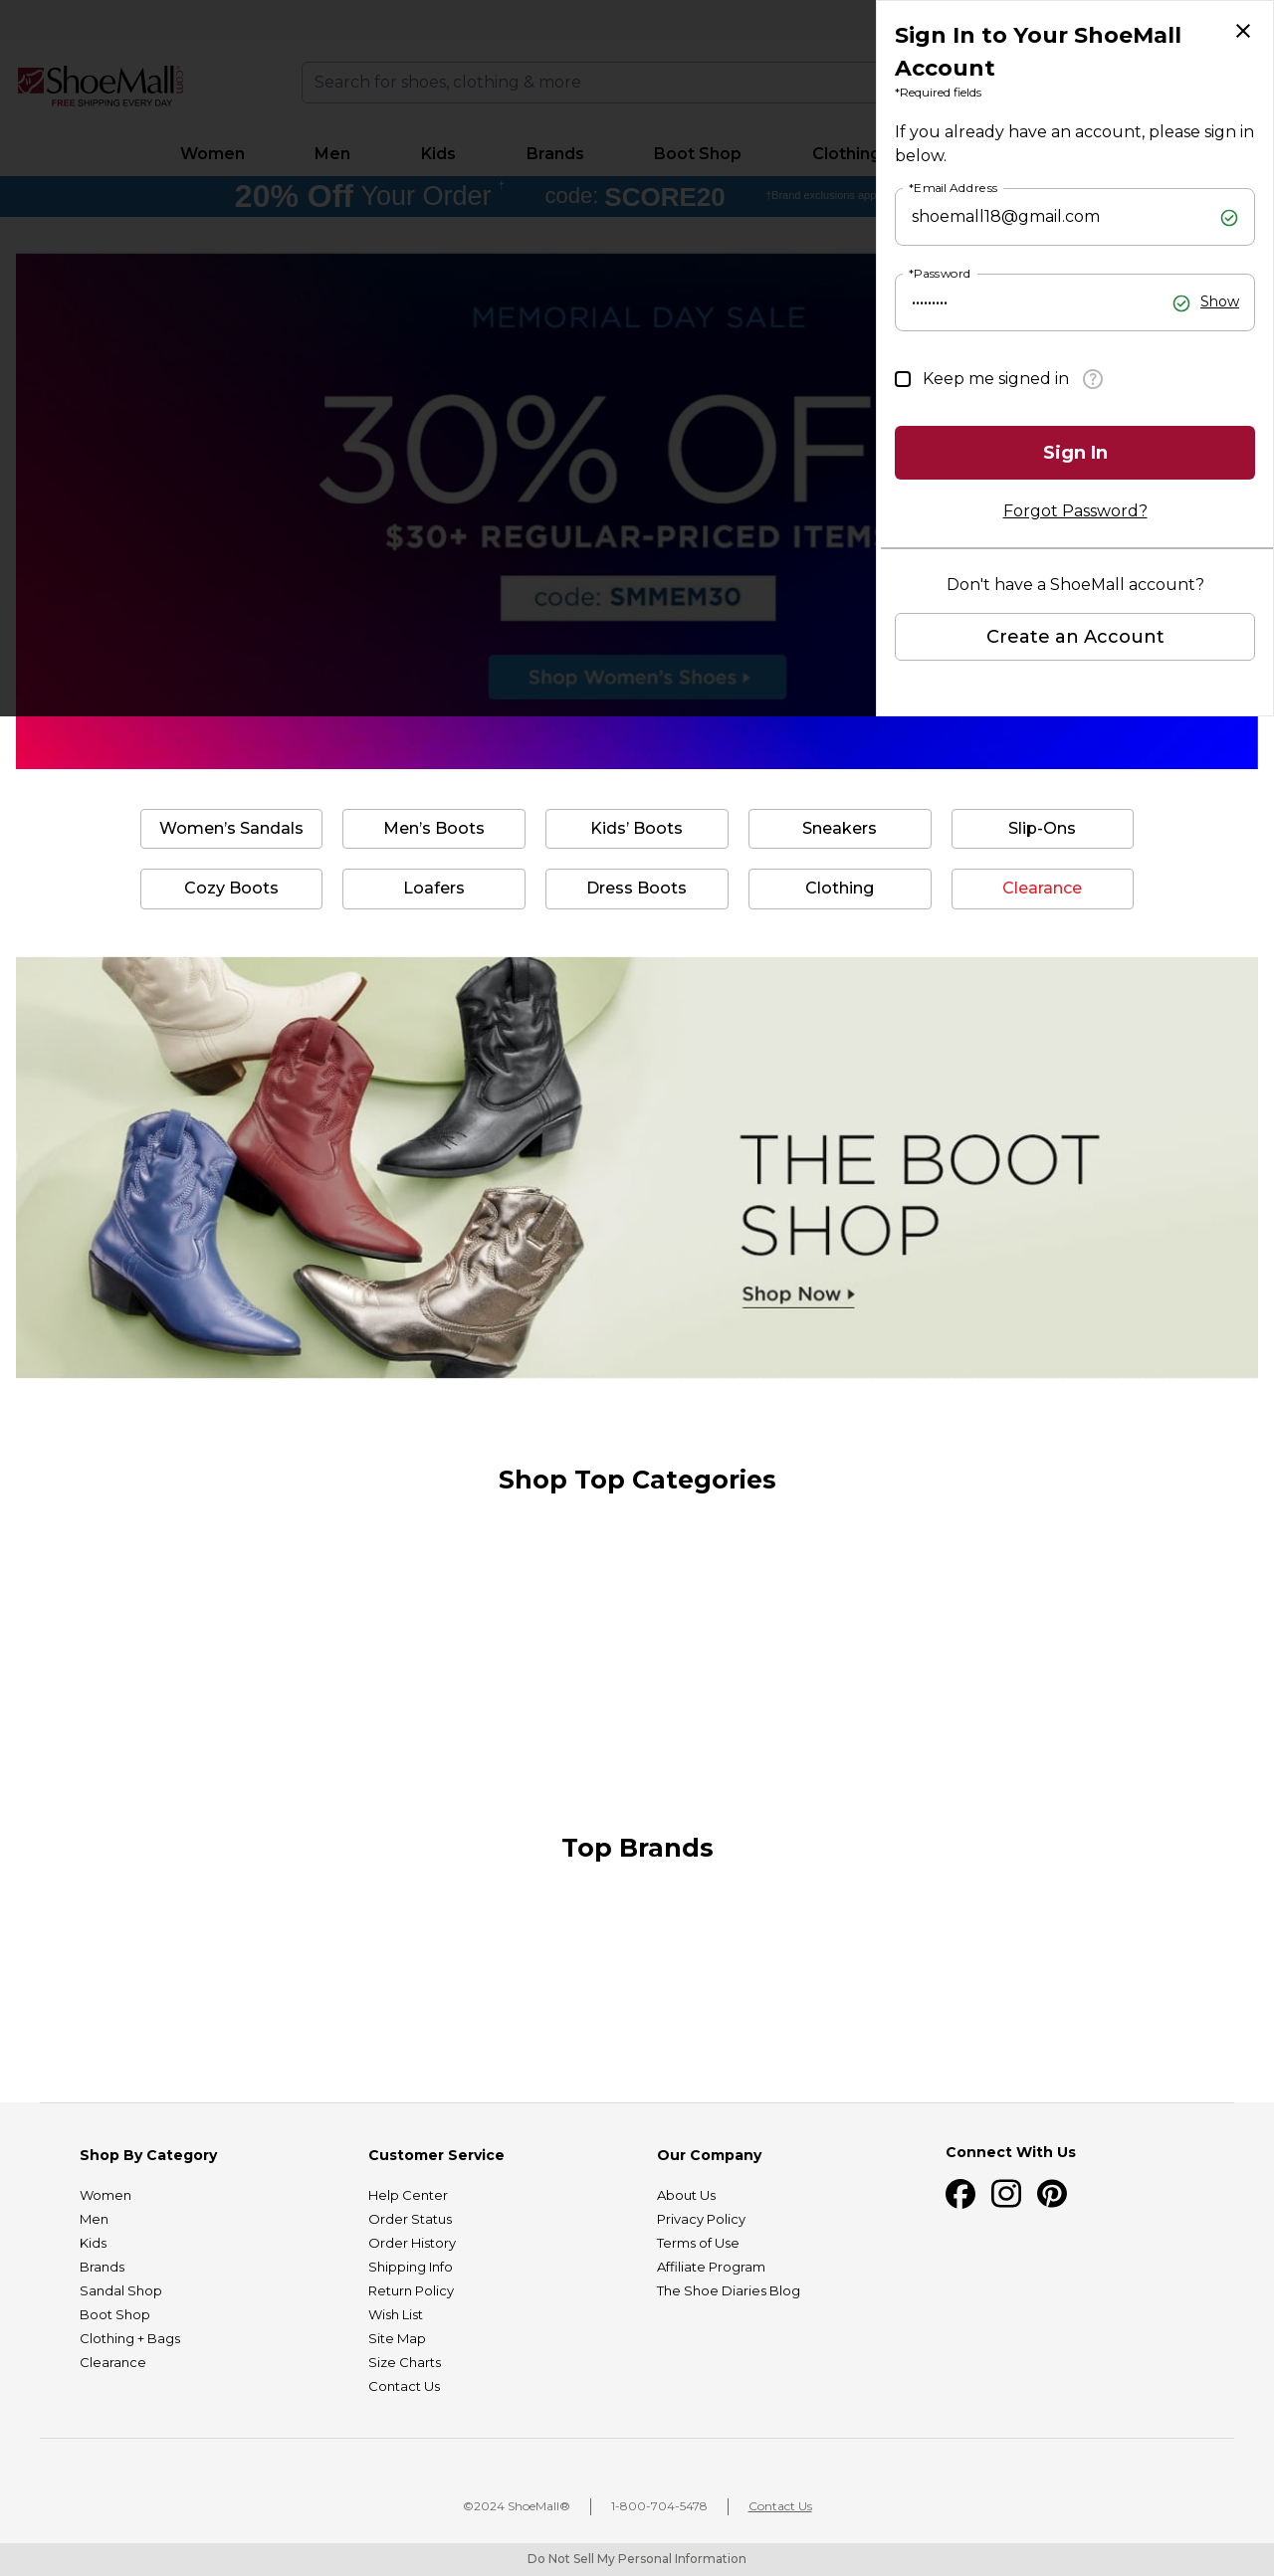 ShoeMall.com
FREE SHIPPING EVERY DAY
Search for shoes, clothing & more
Women
Men
Kids
Brands
Boot Shop
Clothing
20% Off Your Order †
code: SCORE20
†Brand exclusions
MEMORIAL DAY SALE
30% OF
$30+ REGULAR-PRICED ITEMS
code: SMMEM30
Shop Women's Shoes
Sign In to Your ShoeMall
Account
*Required fields
If you already have an account, please sign in
below.
*Email Address
shoemall18@gmail.com
*Password
•••••••••
Show
Keep me signed in
?
Sign In
Forgot Password?
Don't have a ShoeMall account?
Create an Account
Women’s Sandals
Men’s Boots
Kids’ Boots
Sneakers
Slip-Ons
Cozy Boots
Loafers
Dress Boots
Clothing
Clearance
THE BOOT
SHOP
Shop Now
Shop Top Categories
Top Brands
Shop By Category
Women
Men
Kids
Brands
Sandal Shop
Boot Shop
Clothing + Bags
Clearance
Customer Service
Help Center
Order Status
Order History
Shipping Info
Return Policy
Wish List
Site Map
Size Charts
Contact Us
Our Company
About Us
Privacy Policy
Terms of Use
Affiliate Program
The Shoe Diaries Blog
Connect With Us
©2024 ShoeMall®
1-800-704-5478
Contact Us
Do Not Sell My Personal Information